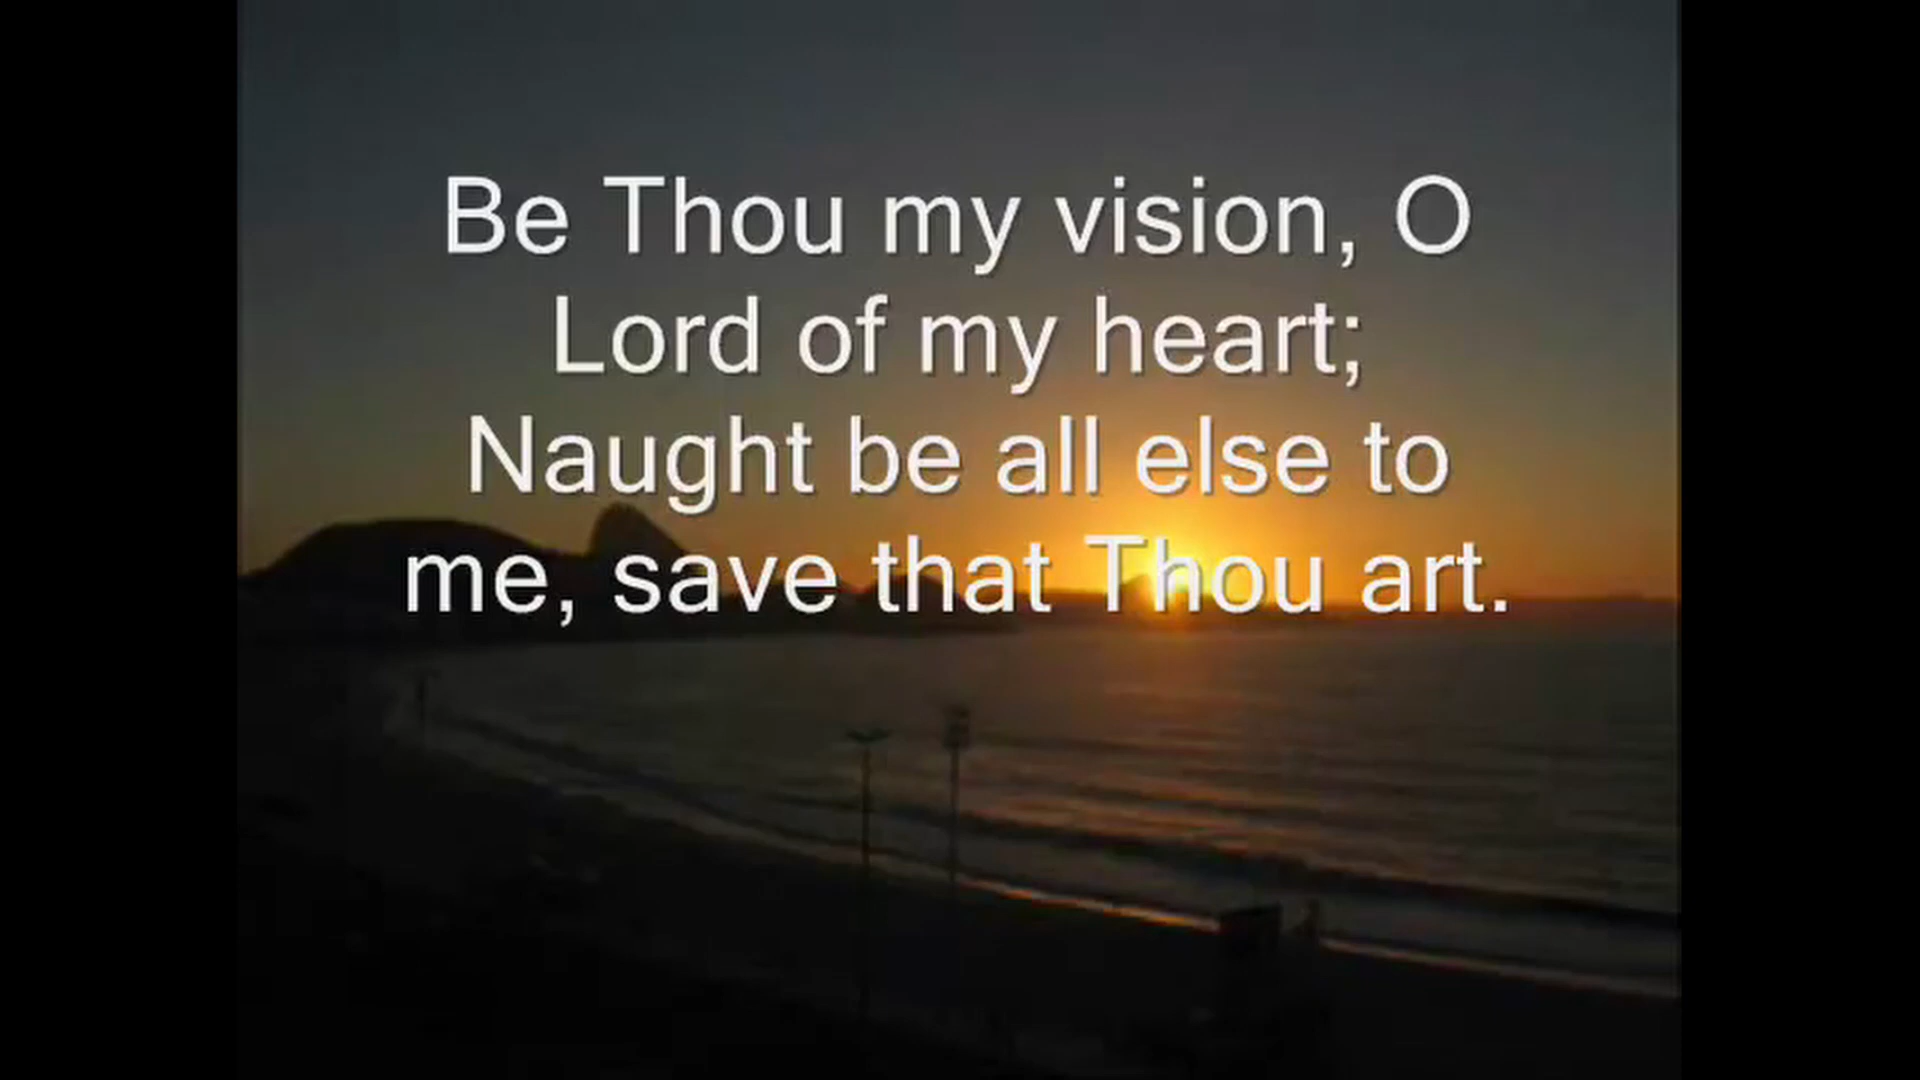 Be Thou my vision, O
Lord of my heart;
Naught be all else to
me, save that Thou art.